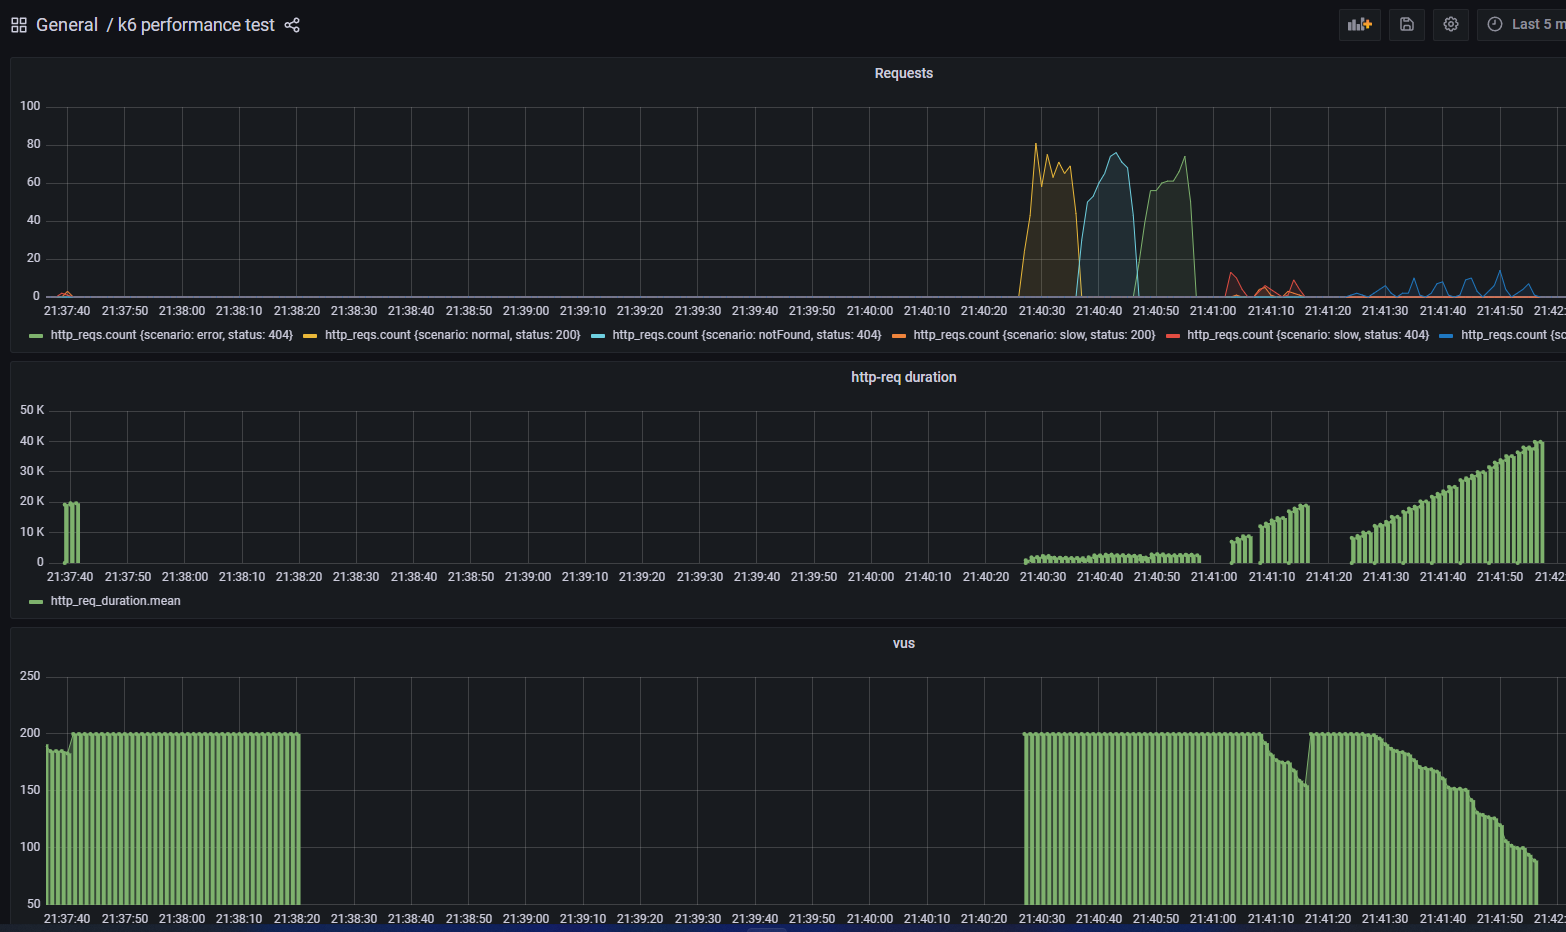 General / k6 performance test
Last 5 m
Requests
100
80
60
40
20
0
21:37:40 21:37:50 21:38:00 21:38:10 21:38:20 21:38:30 21:38:40 21:38:50 21:39:00 21:39:10 21:39:20 21:39:30 21:39:40 21:39:50 21:40:00 21:40:10 21:40:20 21:40:30 21:40:40 21:40:50 21:41:00 21:41:10 21:41:20 21:41:30 21:41:40 21:41:50 21:42:
http_reqs.count {scenario: error, status: 404} http_reqs.count {scenario: normal, status: 200} http_reqs.count {scenario: notFound, status: 404} http_reqs.count {scenario: slow, status: 200} http_reqs.count {scenario: slow, status: 404} http_reqs.count {sc
http-req duration
50 K
40 K
30 K
20 K
10 K
0
21:37:40 21:37:50 21:38:00 21:38:10 21:38:20 21:38:30 21:38:40 21:38:50 21:39:00 21:39:10 21:39:20 21:39:30 21:39:40 21:39:50 21:40:00 21:40:10 21:40:20 21:40:30 21:40:40 21:40:50 21:41:00 21:41:10 21:41:20 21:41:30 21:41:40 21:41:50 21:42:
http_req_duration.mean
vus
250
200
150
100
50
21:37:40 21:37:50 21:38:00 21:38:10 21:38:20 21:38:30 21:38:40 21:38:50 21:39:00 21:39:10 21:39:20 21:39:30 21:39:40 21:39:50 21:40:00 21:40:10 21:40:20 21:40:30 21:40:40 21:40:50 21:41:00 21:41:10 21:41:20 21:41:30 21:41:40 21:41:50 21:42: